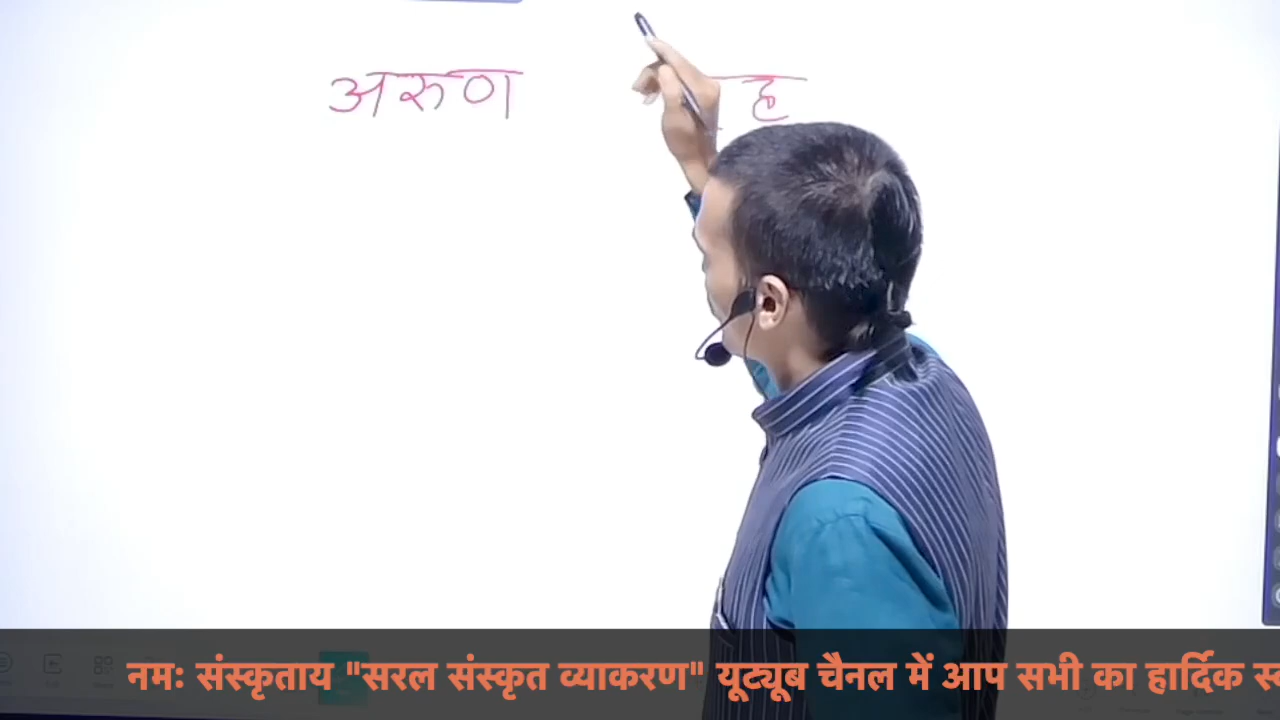 अरुण ह
नमः संस्कृताय "सरल संस्कृत व्याकरण" यूट्यूब चैनल में आप सभी का हार्दिक